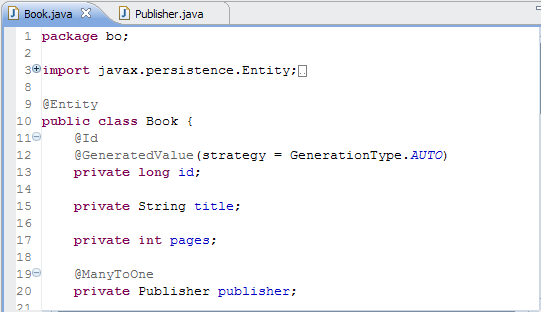 Book.java Publisher.java
1 package bo;
2
3 import javax.persistence.Entity;
8
9 @Entity
10 public class Book {
11 @Id
12 @GeneratedValue(strategy = GenerationType.AUTO)
13 private long id;
14
15 private String title;
16
17 private int pages;
18
19 @ManyToOne
20 private Publisher publisher;
21